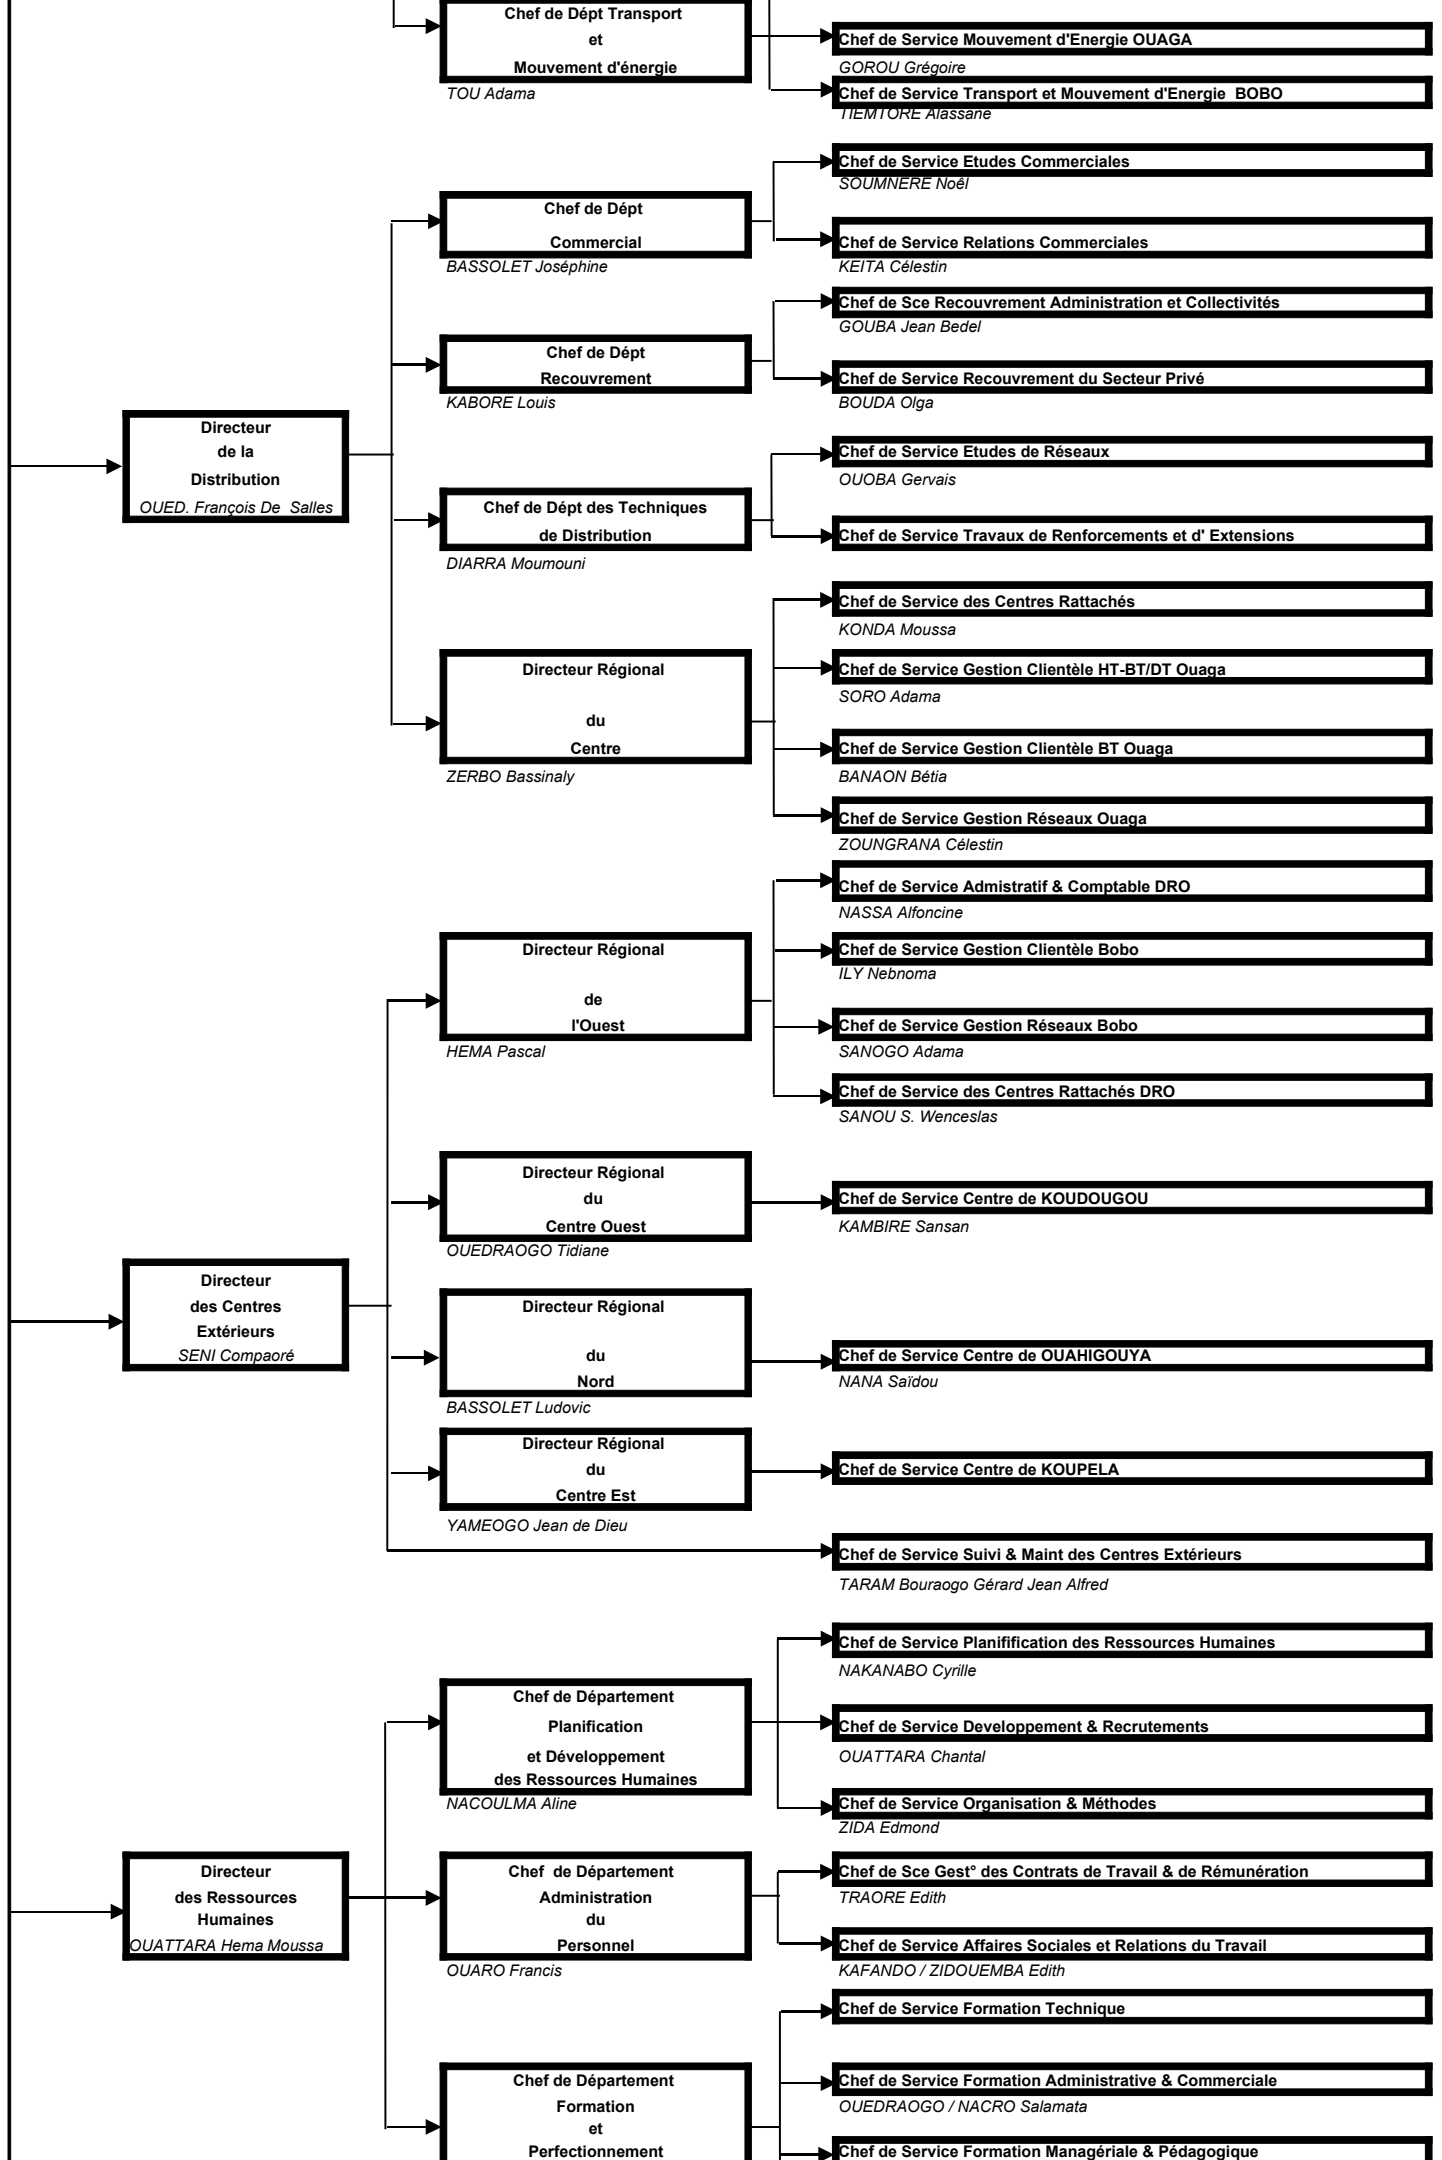 Chef de Dépt Transport
et
Mouvement d'énergie
TOU Adama
Chef de Service Mouvement d'Energie OUAGA
GOROU Grégoire
Chef de Service Transport et Mouvement d'Energie  BOBO
TIEMTORE Alassane
Directeur
de la
Distribution
OUED. François De  Salles
Chef de Dépt
Commercial
BASSOLET Joséphine
Chef de Service Etudes Commerciales
SOUMNERE Noêl
Chef de Service Relations Commerciales
KEITA Célestin
Chef de Dépt
Recouvrement
KABORE Louis
Chef de Sce Recouvrement Administration et Collectivités
GOUBA Jean Bedel
Chef de Service Recouvrement du Secteur Privé
BOUDA Olga
Chef de Dépt des Techniques
de Distribution
DIARRA Moumouni
Chef de Service Etudes de Réseaux
OUOBA Gervais
Chef de Service Travaux de Renforcements et d' Extensions
Directeur Régional
du
Centre
ZERBO Bassinaly
Chef de Service des Centres Rattachés
KONDA Moussa
Chef de Service Gestion Clientèle HT-BT/DT Ouaga
SORO Adama
Chef de Service Gestion Clientèle BT Ouaga
BANAON Bétia
Chef de Service Gestion Réseaux Ouaga
ZOUNGRANA Célestin
Directeur
des Centres
Extérieurs
SENI Compaoré
Directeur Régional
de
l'Ouest
HEMA Pascal
Chef de Service Admistratif & Comptable DRO
NASSA Alfoncine
Chef de Service Gestion Clientèle Bobo
ILY Nebnoma
Chef de Service Gestion Réseaux Bobo
SANOGO Adama
Chef de Service des Centres Rattachés DRO
SANOU S. Wenceslas
Directeur Régional
du
Centre Ouest
OUEDRAOGO Tidiane
Chef de Service Centre de KOUDOUGOU
KAMBIRE Sansan
Directeur Régional
du
Nord
BASSOLET Ludovic
Chef de Service Centre de OUAHIGOUYA
NANA Saïdou
Directeur Régional
du
Centre Est
YAMEOGO Jean de Dieu
Chef de Service Centre de KOUPELA
Chef de Service Suivi & Maint des Centres Extérieurs
TARAM Bouraogo Gérard Jean Alfred
Directeur
des Ressources
Humaines
OUATTARA Hema Moussa
Chef de Département
Planification
et Développement
des Ressources Humaines
NACOULMA Aline
Chef de Service Planifification des Ressources Humaines
NAKANABO Cyrille
Chef de Service Developpement & Recrutements
OUATTARA Chantal
Chef de Service Organisation & Méthodes
ZIDA Edmond
Chef  de Département
Administration
du
Personnel
OUARO Francis
Chef de Sce Gest° des Contrats de Travail & de Rémunération
TRAORE Edith
Chef de Service Affaires Sociales et Relations du Travail
KAFANDO / ZIDOUEMBA Edith
Chef de Département
Formation
et
Perfectionnement
Chef de Service Formation Technique
Chef de Service Formation Administrative & Commerciale
OUEDRAOGO / NACRO Salamata
Chef de Service Formation Managériale & Pédagogique